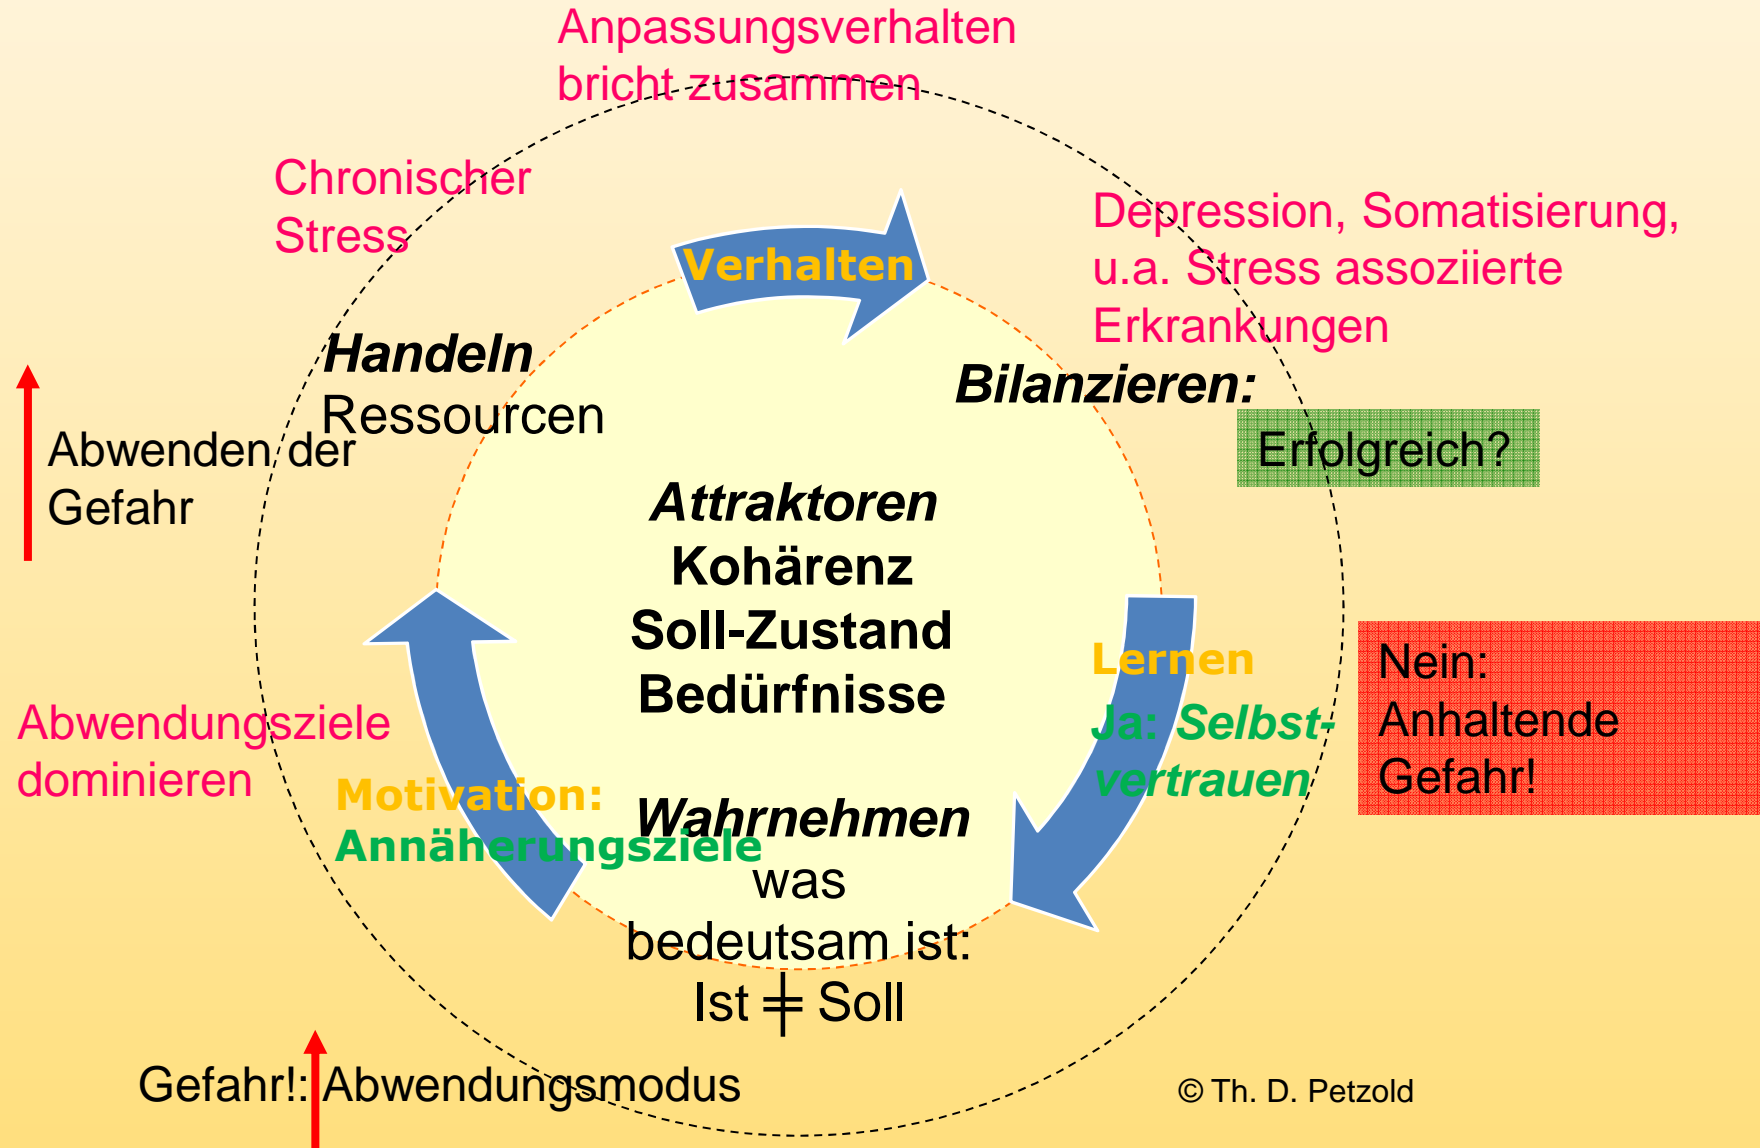 Anpassungsverhalten
bricht zusammen
Chronischer
Stress
Depression, Somatisierung,
u.a. Stress assoziierte
Erkrankungen
Verhalten
Handeln
Ressourcen
Bilanzieren:
Erfolgreich?
Abwenden der
Gefahr
Attraktoren
Kohärenz
Soll-Zustand
Bedürfnisse
Lernen
Ja: Selbst-
vertrauen
Nein:
Anhaltende
Gefahr!
Abwendungsziele
dominieren
Motivation:
Annäherungsziele
Wahrnehmen
was
bedeutsam ist:
Ist ╪ Soll
Gefahr!: Abwendungsmodus
© Th. D. Petzold